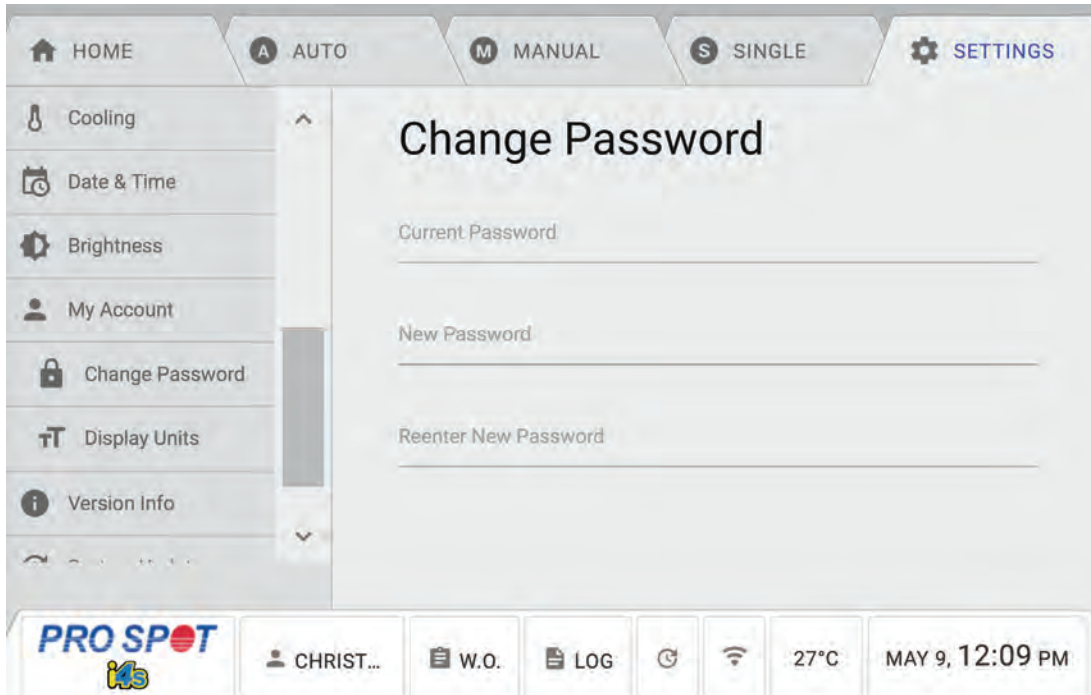 HOME
A AUTO
M MANUAL
S SINGLE
SETTINGS
Cooling
Date & Time
Brightness
My Account
Change Password
TT Display Units
i Version Info
Change Password
Current Password
New Password
Reenter New Password
PRO SPOT
i4s
CHRIST...
W.O.
LOG
27°C
MAY 9, 12:09 PM